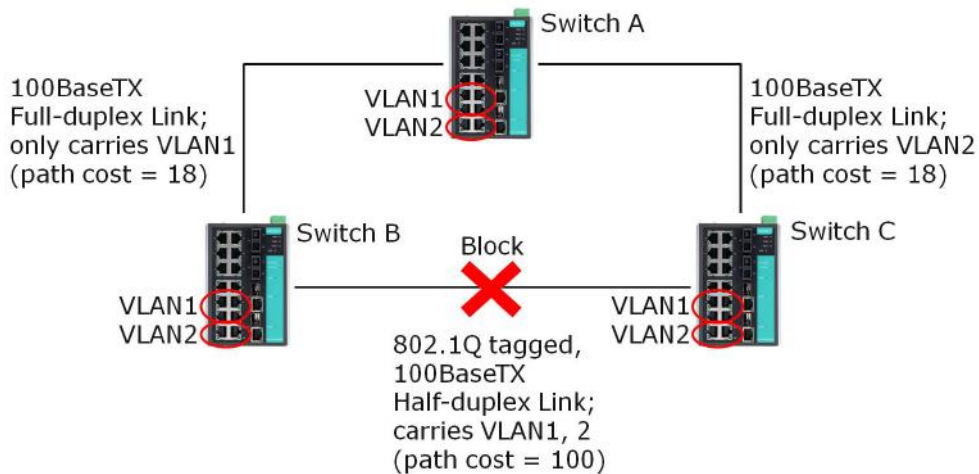 Switch A
100BaseTX
Full-duplex Link;
only carries VLAN1
(path cost = 18)
VLAN1
VLAN2
100BaseTX
Full-duplex Link;
only carries VLAN2
(path cost = 18)
Switch B
VLAN1
VLAN2
Block
Switch C
VLAN1
VLAN2
802.1Q tagged,
100BaseTX
Half-duplex Link;
carries VLAN1, 2
(path cost = 100)